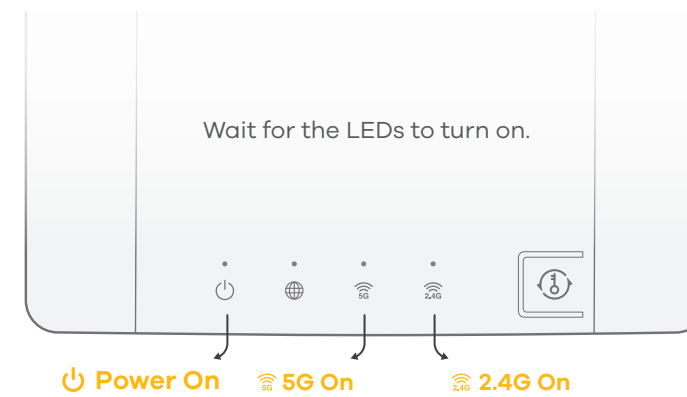 Wait for the LEDs to turn on.
5G 2.4G
Power On 5G 5G On 2.4G 2.4G On